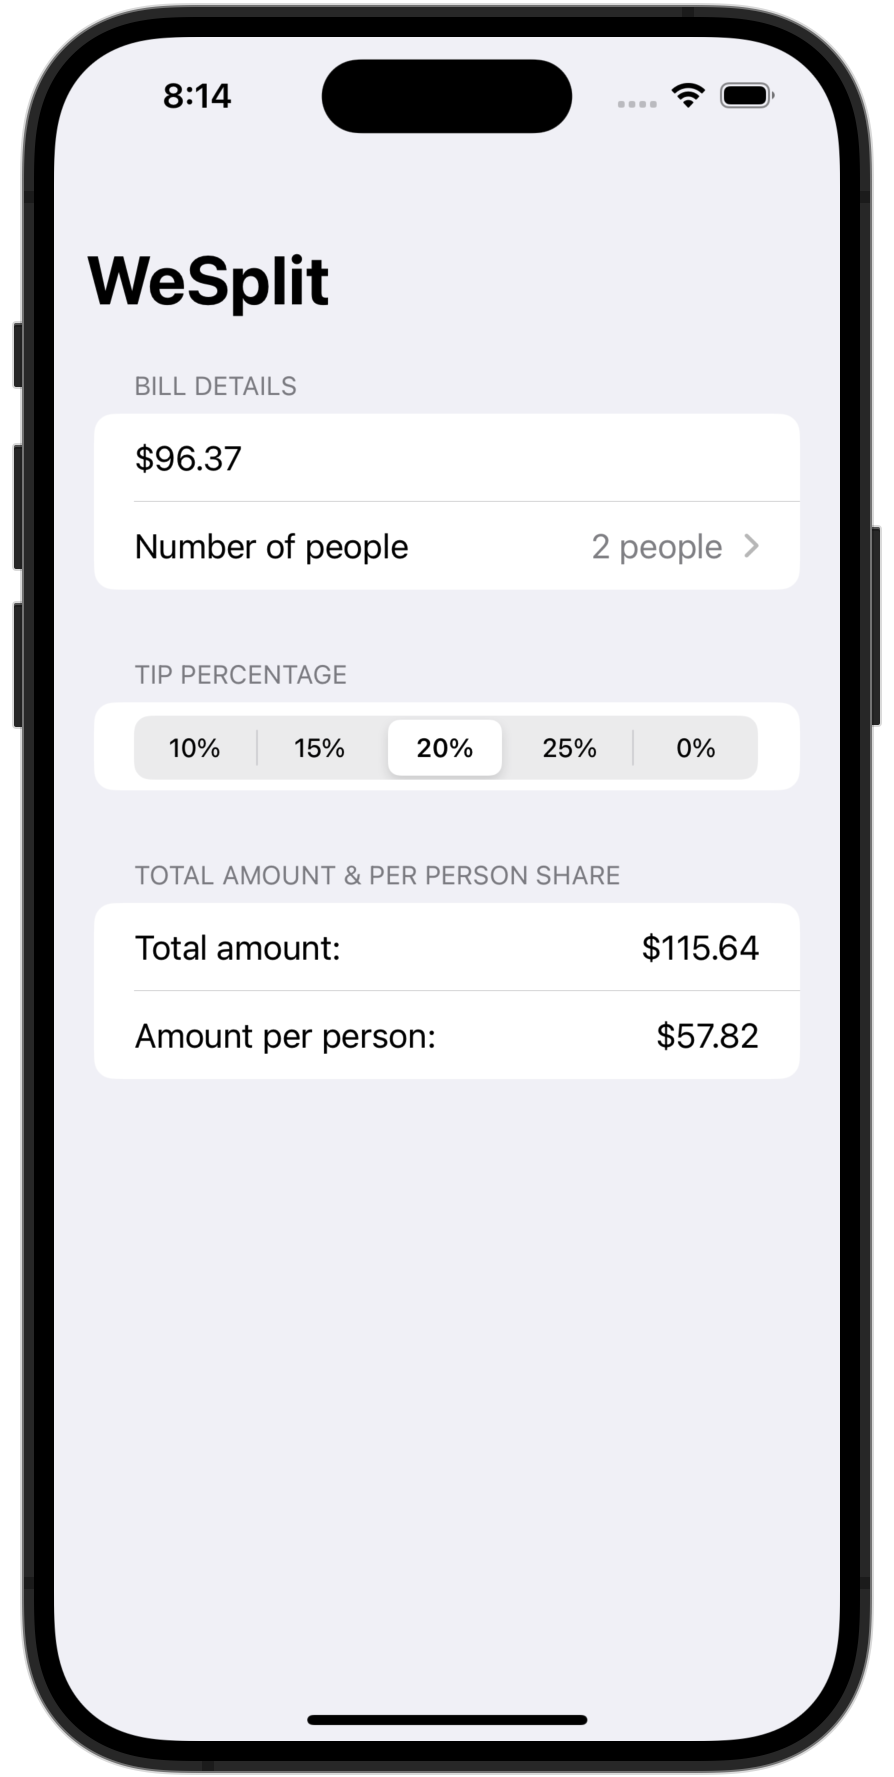 8:14
WeSplit
BILL DETAILS
$96.37
Number of people 2 people
TIP PERCENTAGE
10% 15% 20% 25% 0%
TOTAL AMOUNT & PER PERSON SHARE
Total amount: $115.64
Amount per person: $57.82